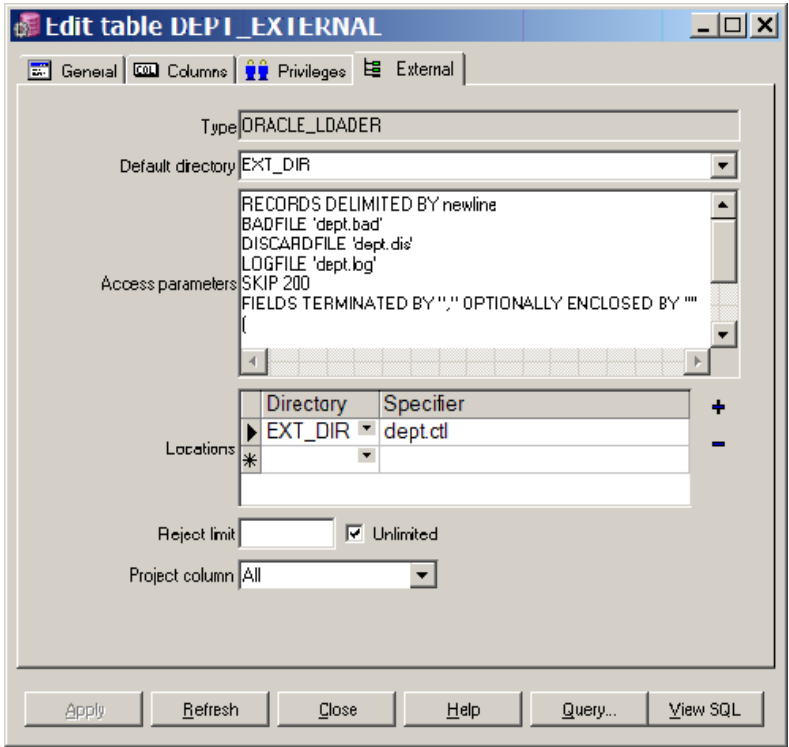 Edit table DEPT_EXTERNAL
General Columns Privileges External
Type ORACLE_LOADER
Default directory EXT_DIR
RECORDS DELIMITED BY newline
BADFILE 'dept.bad'
DISCARDFILE 'dept.dis'
LOGFILE 'dept.log'
Access parameters SKIP 200
FIELDS TERMINATED BY "," OPTIONALLY ENCLOSED BY '"'
(
Directory Specifier
EXT_DIR dept.ctl
Locations
Reject limit Unlimited
Project column All
Apply Refresh Close Help Query... View SQL